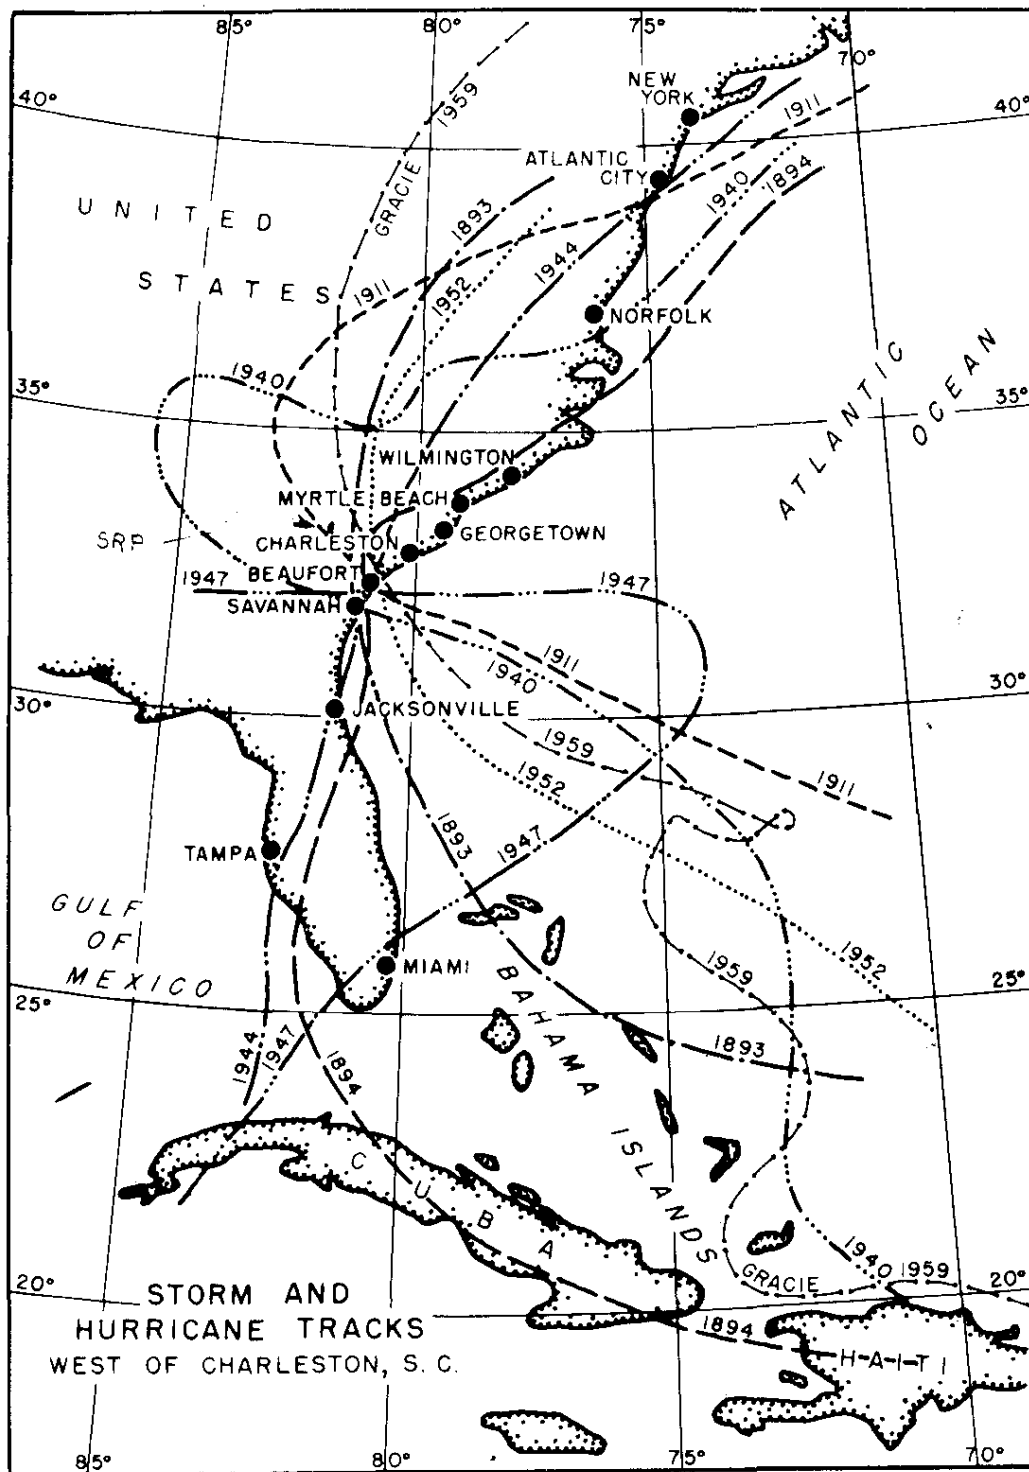 85° 80° 75° 70°
NEW
YORK
40° 40°
1959
1911
ATLANTIC
CITY
1940
1894
GRACIE
1893
UNITED
STATES
1944
1952
1911
NORFOLK
ATLANTIC
OCEAN
1940
35° 35°
WILMINGTON
MYRTLE BEACH
GEORGETOWN
SRP
CHARLESTON
BEAUFORT
1947 1947
SAVANNAH
1911
1940
30° 30°
JACKSONVILLE
1959
1952
1911
1893
1947
TAMPA
GULF
OF
MEXICO
MIAMI
1959
1952
25° 25°
BAHAMA
ISLANDS
1944
1947
1894
1893
CUBA
1940
GRACIE
1959
20° 20°
STORM AND
HURRICANE TRACKS
WEST OF CHARLESTON, S. C.
1894
HAITI
85° 80° 75° 70°